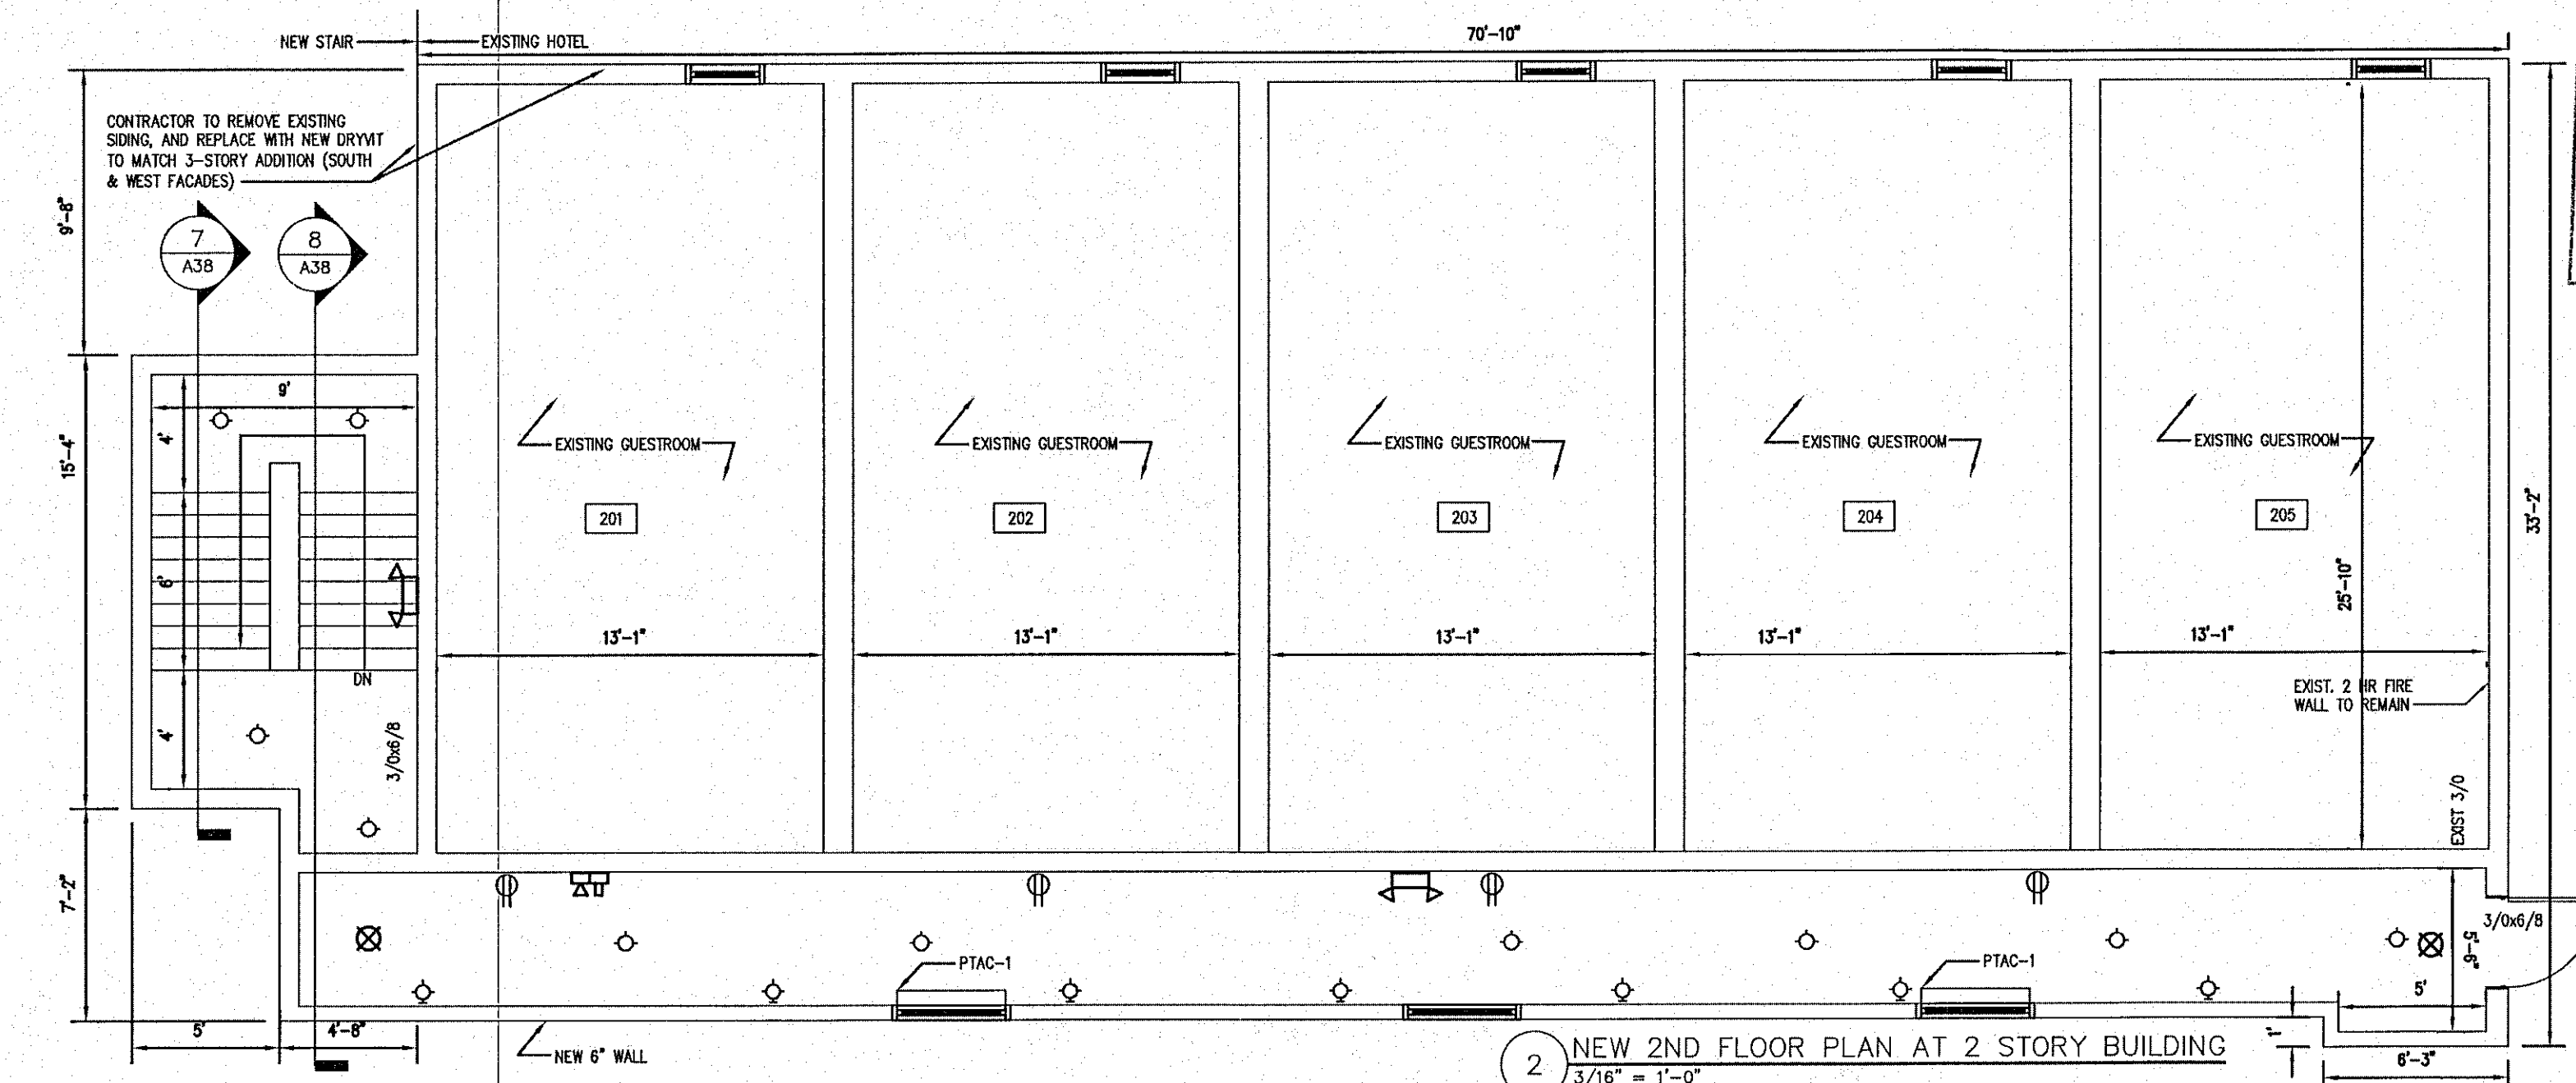 NEW STAIR
EXISTING HOTEL
70'-10"
CONTRACTOR TO REMOVE EXISTING
SIDING, AND REPLACE WITH NEW DRYVIT
TO MATCH 3-STORY ADDITION (SOUTH
& WEST FACADES)
9'-8"
7
A38
8
A38
9'
4'
15'-4"
6'
4'
DN
3/0x6/8
7'-2"
5'
4'-8"
EXISTING GUESTROOM
EXISTING GUESTROOM
EXISTING GUESTROOM
EXISTING GUESTROOM
EXISTING GUESTROOM
201
202
203
204
205
13'-1"
13'-1"
13'-1"
13'-1"
13'-1"
25'-10"
33'-2"
EXIST. 2 HR FIRE
WALL TO REMAIN
EXIST 3/0
3/0x6/8
5'-6"
5'
1'
6'-3"
PTAC-1
PTAC-1
NEW 6" WALL
2
NEW 2ND FLOOR PLAN AT 2 STORY BUILDING
3/16" = 1'-0"